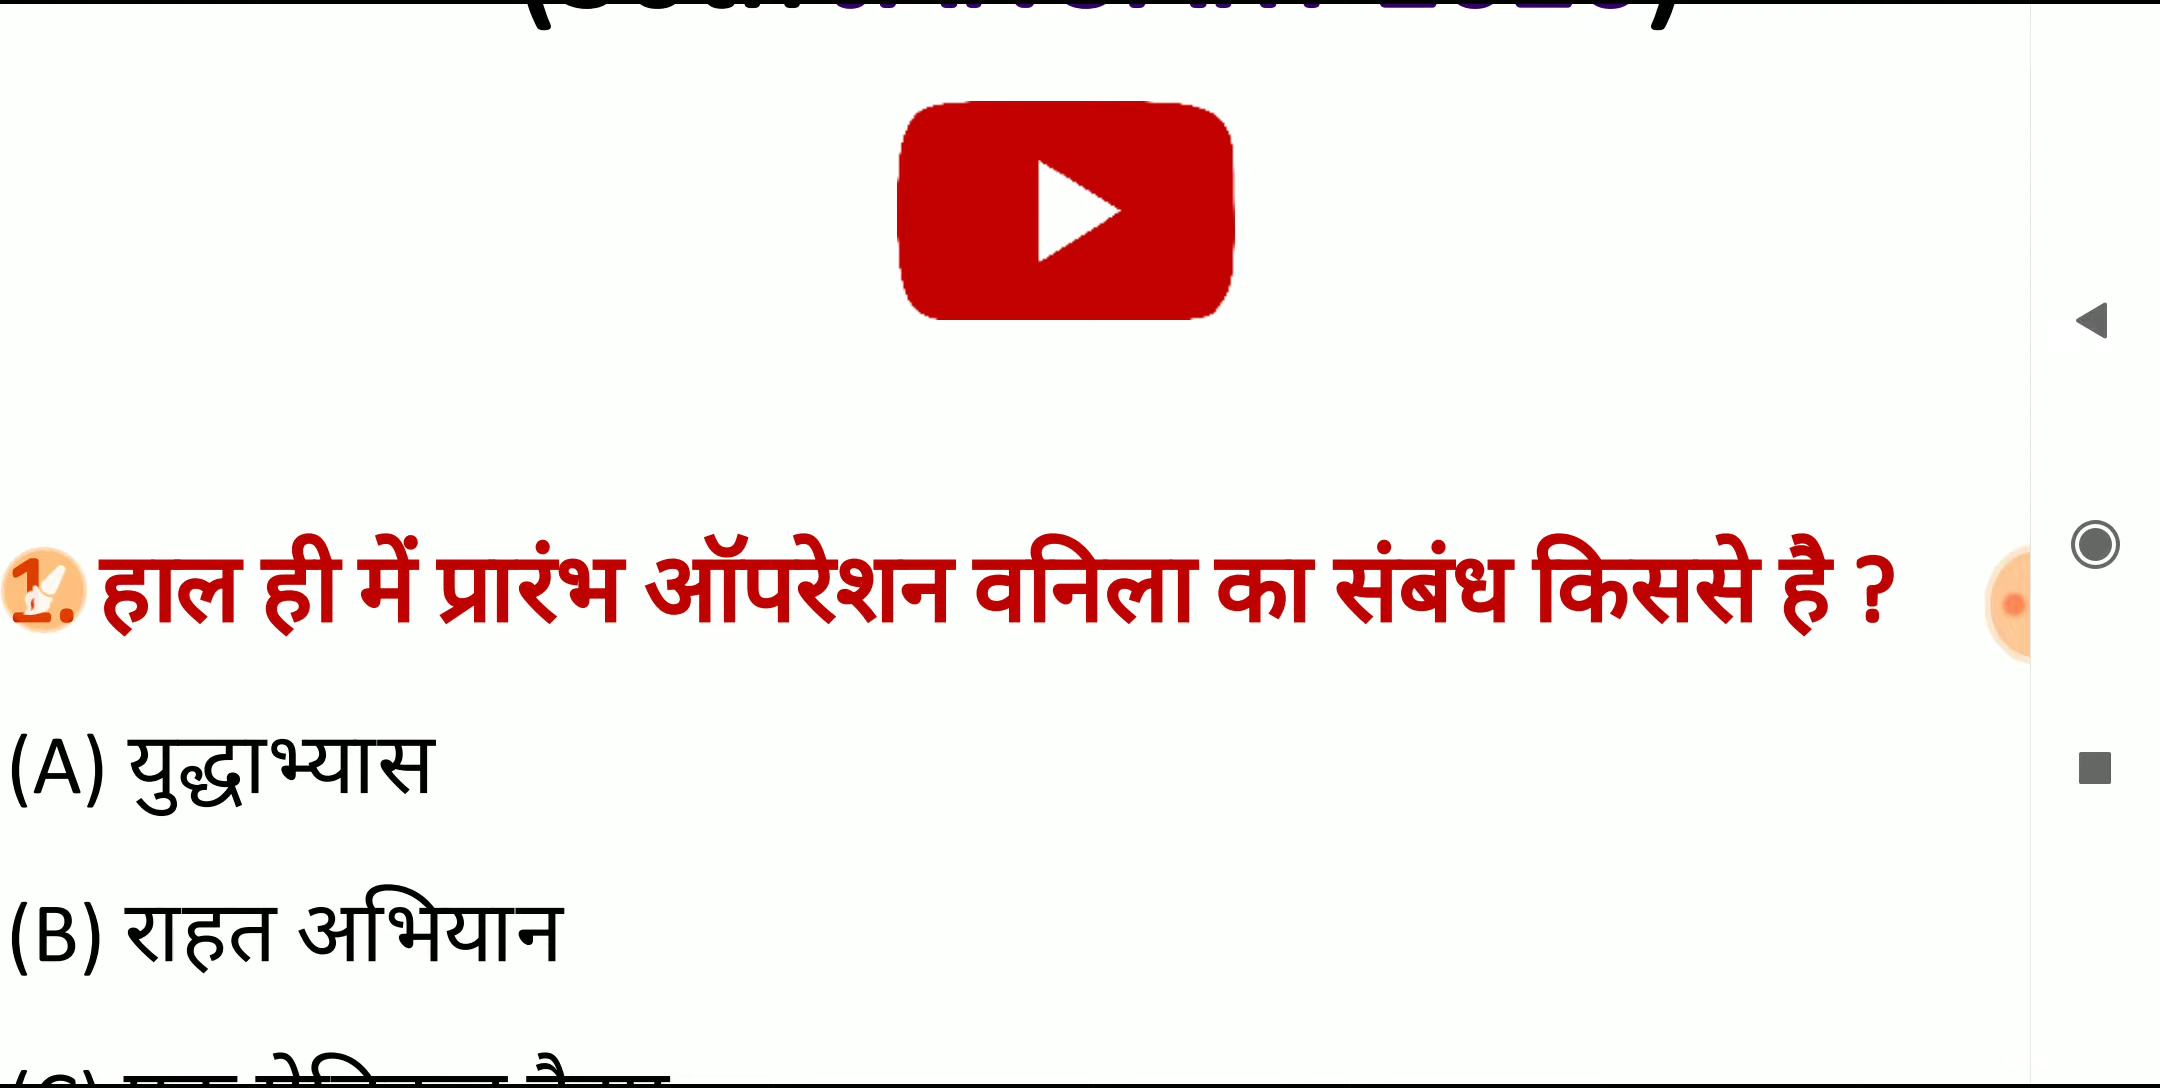 1. हाल ही में प्रारंभ ऑपरेशन वनिला का संबंध किससे है ?
(A) युद्धाभ्यास
(B) राहत अभियान